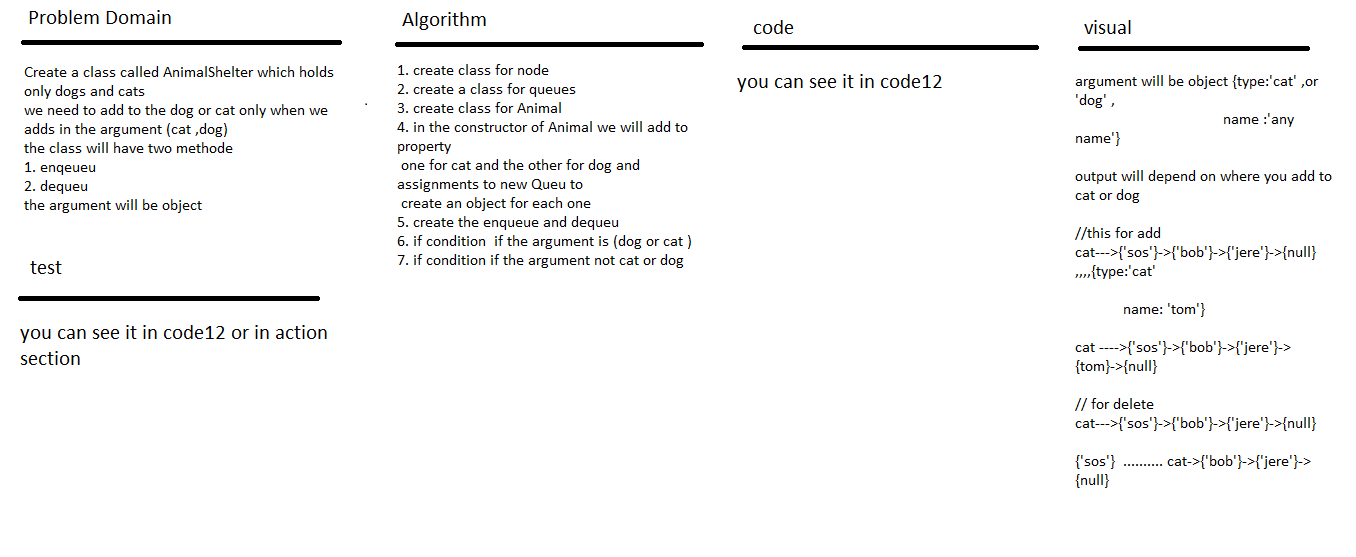 Problem Domain
Create a class called AnimalShelter which holds
only dogs and cats
we need to add to the dog or cat only when we
adds in the argument (cat ,dog)
the class will have two methode
1. enqeueu
2. dequeu
the argument will be object
test
you can see it in code12 or in action
section
Algorithm
1. create class for node
2. create a class for queues
3. create class for Animal
4. in the constructor of Animal we will add to
property
one for cat and the other for dog and
assignments to new Queu to
create an object for each one
5. create the enqueue and dequeu
6. if condition  if the argument is (dog or cat )
7. if condition if the argument not cat or dog
code
you can see it in code12
visual
argument will be object {type:'cat' ,or
'dog' ,
name :'any
name'}
output will depend on where you add to
cat or dog
//this for add
cat--->{'sos'}->{'bob'}->{'jere'}->{null}
,,,,{type:'cat'
name: 'tom'}
cat ---->{'sos'}->{'bob'}->{'jere'}->
{tom}->{null}
// for delete
cat--->{'sos'}->{'bob'}->{'jere'}->{null}
{'sos'}  .......... cat->{'bob'}->{'jere'}->
{null}